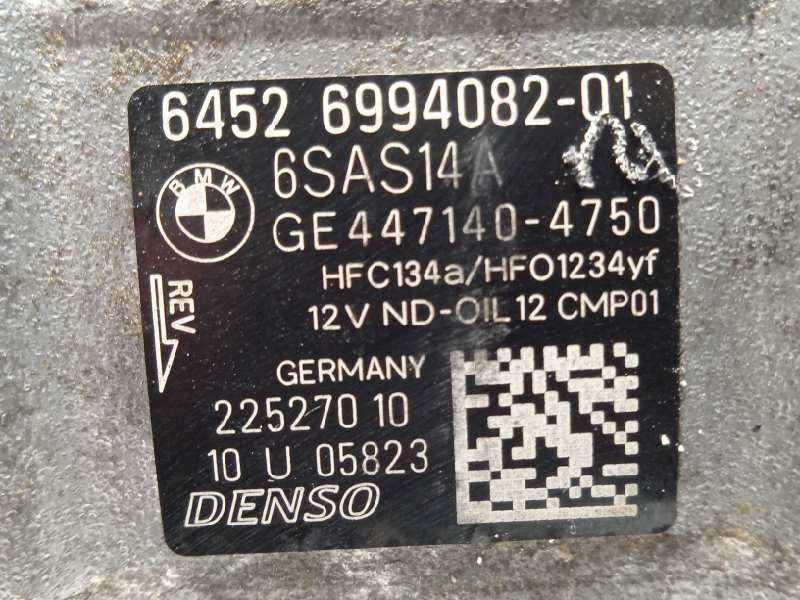 6452 6994082-01
BMW
6SAS14A
GE447140-4750
HFC134a/HFO1234yf
REV
12V ND-OIL12 CMP01
GERMANY
22527010
10 U 05823
DENSO